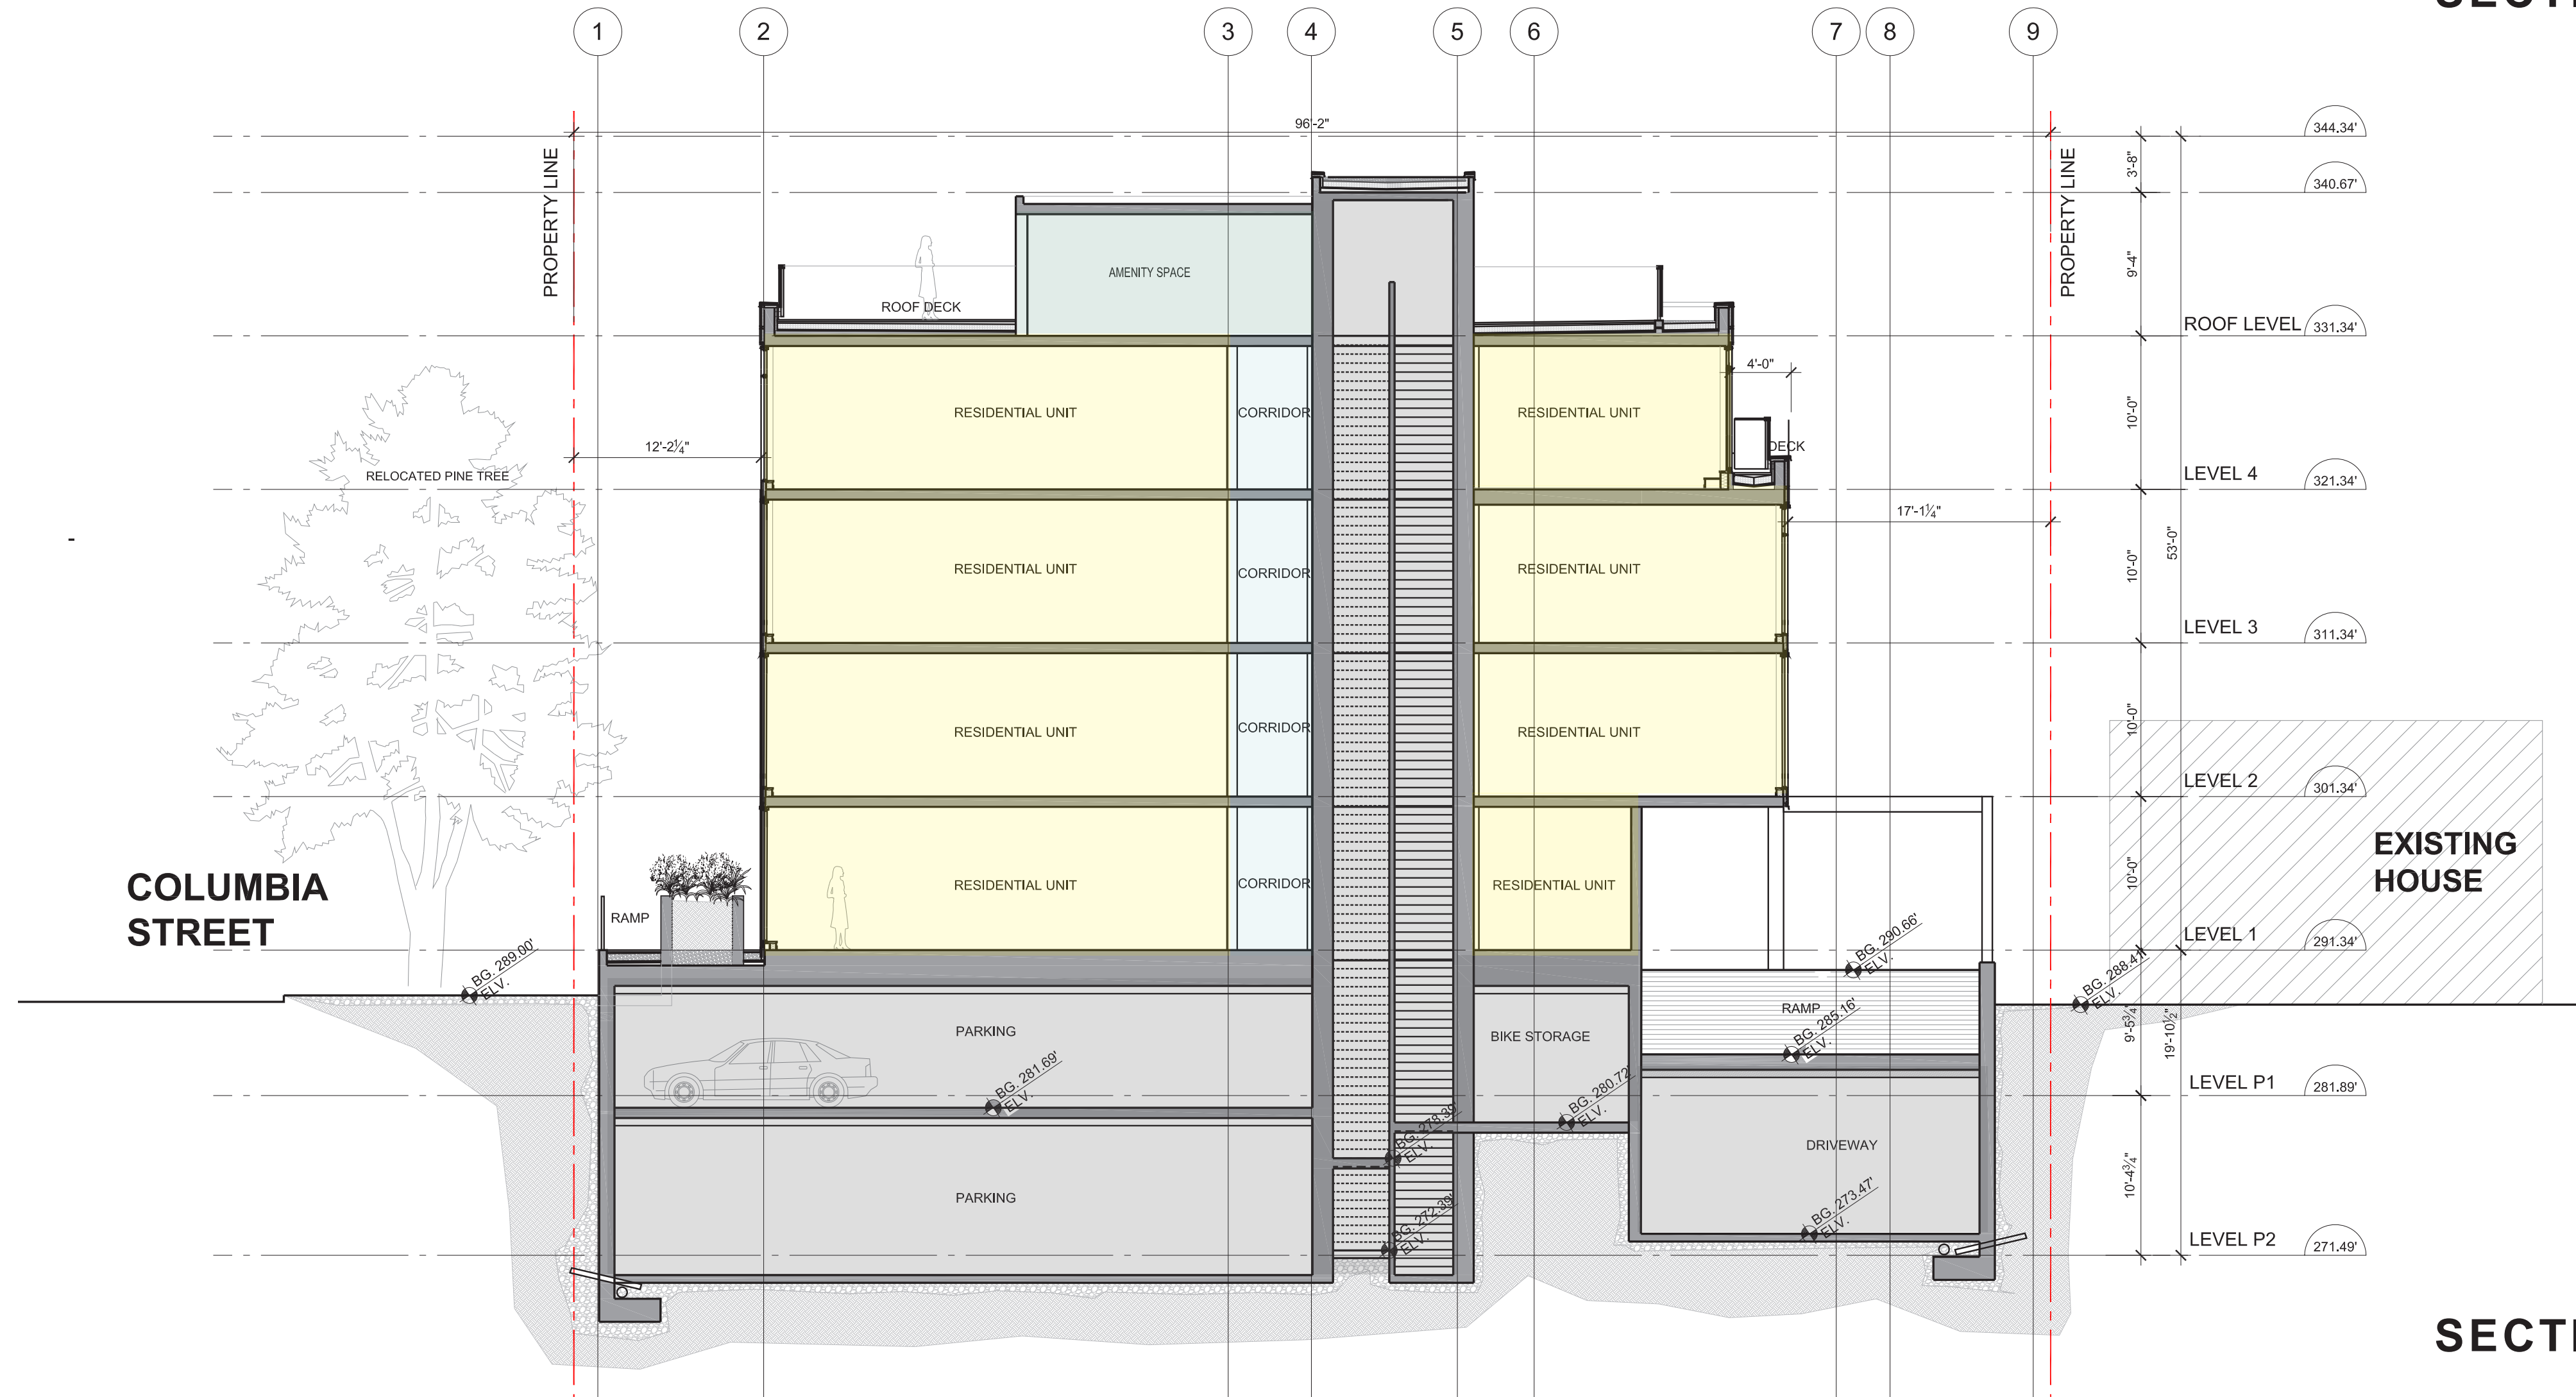 SECTI
1 2 3 4 5 6 7 8 9
96'-2"
344.34'
3'-8"
PROPERTY LINE
PROPERTY LINE
340.67'
9'-4"
AMENITY SPACE
ROOF DECK
ROOF LEVEL 331.34'
4'-0"
RESIDENTIAL UNIT CORRIDOR RESIDENTIAL UNIT
10'-0"
12'-2¼"
DECK
RELOCATED PINE TREE
LEVEL 4 321.34'
17'-1¼"
-
53'-0"
RESIDENTIAL UNIT CORRIDOR RESIDENTIAL UNIT
10'-0"
LEVEL 3 311.34'
RESIDENTIAL UNIT CORRIDOR RESIDENTIAL UNIT
10'-0"
LEVEL 2 301.34'
EXISTING
HOUSE
COLUMBIA
STREET
RESIDENTIAL UNIT CORRIDOR RESIDENTIAL UNIT
10'-0"
RAMP
LEVEL 1 291.34'
BG. 289.00'
ELV.
BG. 290.66'
ELV.
BG. 288.41'
ELV.
RAMP
BG. 285.16'
ELV.
PARKING
BIKE STORAGE
9'-5¾"
19'-10½"
BG. 281.69'
ELV.
BG. 280.72'
ELV.
LEVEL P1 281.89'
BG. 278.39'
ELV.
DRIVEWAY
10'-4¾"
PARKING
BG. 272.39'
ELV.
BG. 273.47'
ELV.
LEVEL P2 271.49'
SECTI